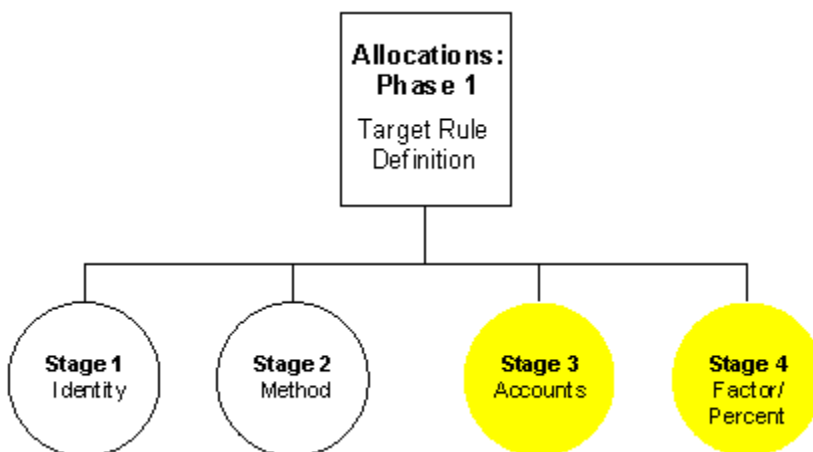 Allocations:
Phase 1
Target Rule
Definition
Stage 1
Identity
Stage 2
Method
Stage 3
Accounts
Stage 4
Factor/
Percent